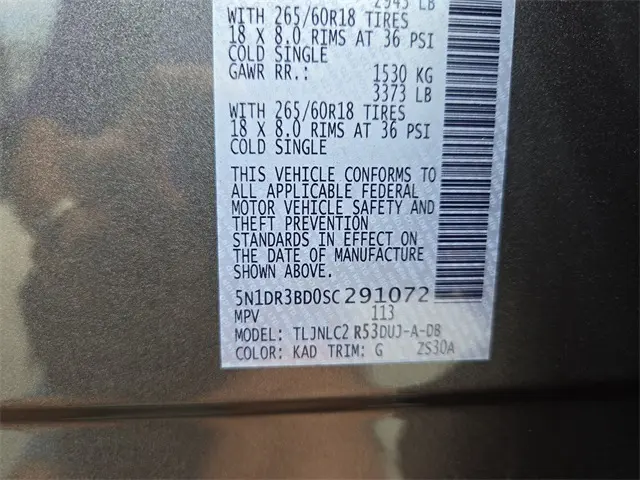 2943 LB
WITH 265/60R18 TIRES
18 X 8.0 RIMS AT 36 PSI
COLD SINGLE
GAWR RR.: 1530 KG
3373 LB
WITH 265/60R18 TIRES
18 X 8.0 RIMS AT 36 PSI
COLD SINGLE
THIS VEHICLE CONFORMS TO
ALL APPLICABLE FEDERAL
MOTOR VEHICLE SAFETY AND
THEFT PREVENTION
STANDARDS IN EFFECT ON
THE DATE OF MANUFACTURE
SHOWN ABOVE.
5N1DR3BD0SC291072
MPV 113
MODEL: TLJNLC2 R53DUJ-A-DB
COLOR: KAD TRIM: G ZS30A